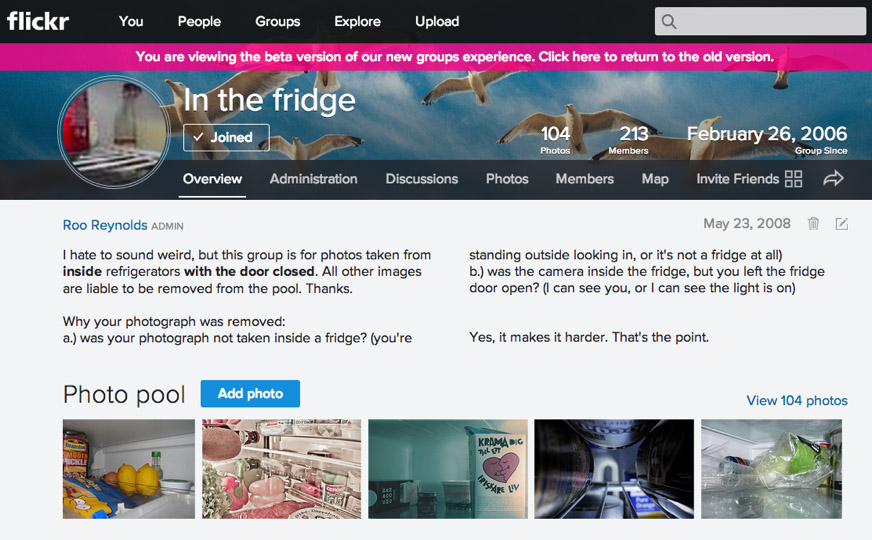 flickr You People Groups Explore Upload
You are viewing the beta version of our new groups experience. Click here to return to the old version.
In the fridge
Joined
104 213 February 26, 2006
Photos Members Group Since
Overview Administration Discussions Photos Members Map Invite Friends
Roo Reynolds ADMIN
May 23, 2008
I hate to sound weird, but this group is for photos taken from
inside refrigerators with the door closed. All other images
are liable to be removed from the pool. Thanks.
Why your photograph was removed:
a.) was your photograph not taken inside a fridge? (you're
standing outside looking in, or it's not a fridge at all)
b.) was the camera inside the fridge, but you left the fridge
door open? (I can see you, or I can see the light is on)
Yes, it makes it harder. That's the point.
Photo pool Add photo View 104 photos
KRAMA DIG